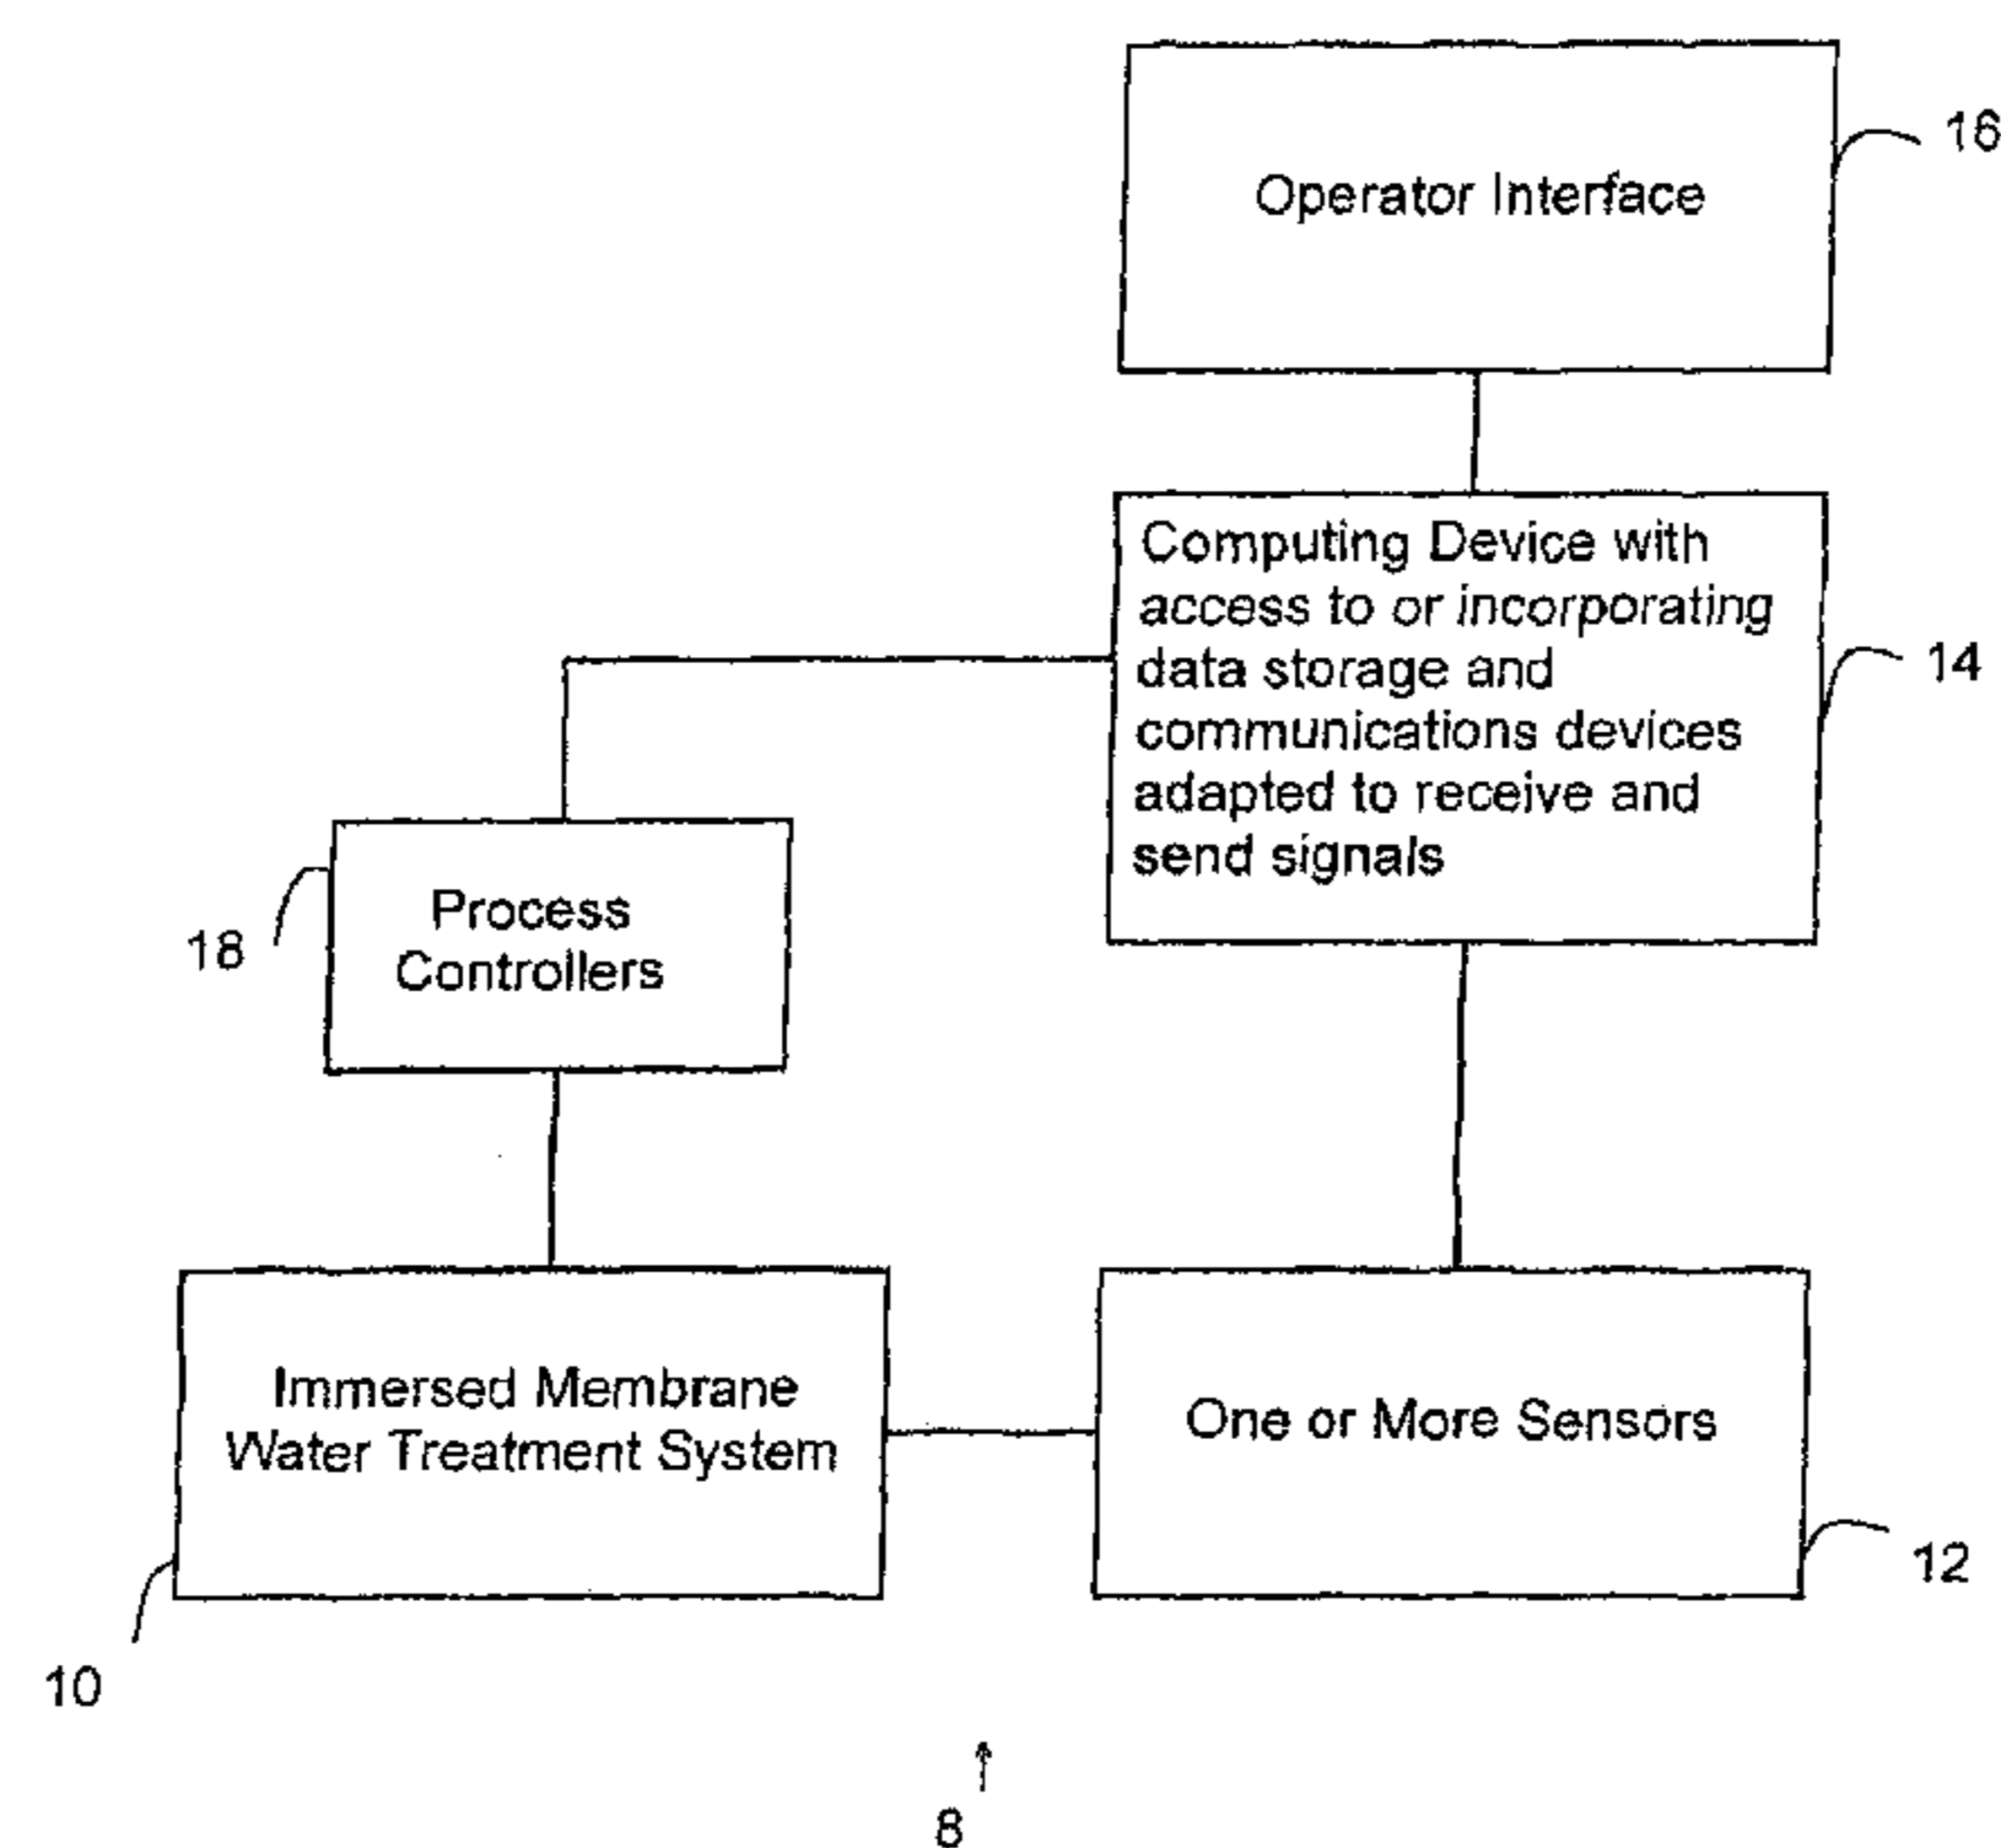 16
Operator Interface
Computing Device with
access to or incorporating
data storage and
communications devices
adapted to receive and
send signals
14
Process
Controllers
18
Immersed Membrane
Water Treatment System
One or More Sensors
12
10
8